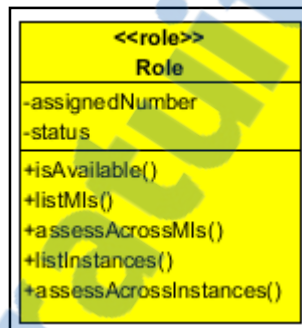 <<role>>
Role
-assignedNumber
-status
+isAvailable()
+listMIs()
+assessAcrossMIs()
+listInstances()
+assessAcrossInstances()